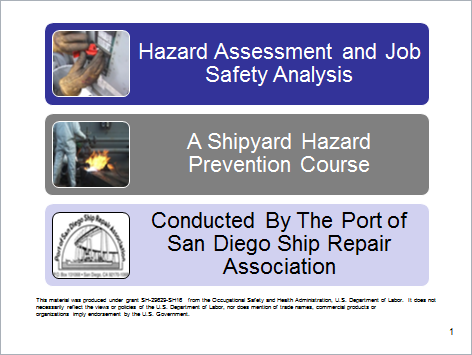 Hazard Assessment and Job
Safety Analysis
A Shipyard Hazard
Prevention Course
Port of San Diego Ship Repair Association
Conducted By The Port of
San Diego Ship Repair
Association
This material was produced under grant SH-29629-SH16 from the Occupational Safety and Health Administration, U.S. Department of Labor. It does not
necessarily reflect the views or policies of the U.S. Department of Labor, nor does mention of trade names, commercial products or
organizations imply endorsement by the U.S. Government.
1